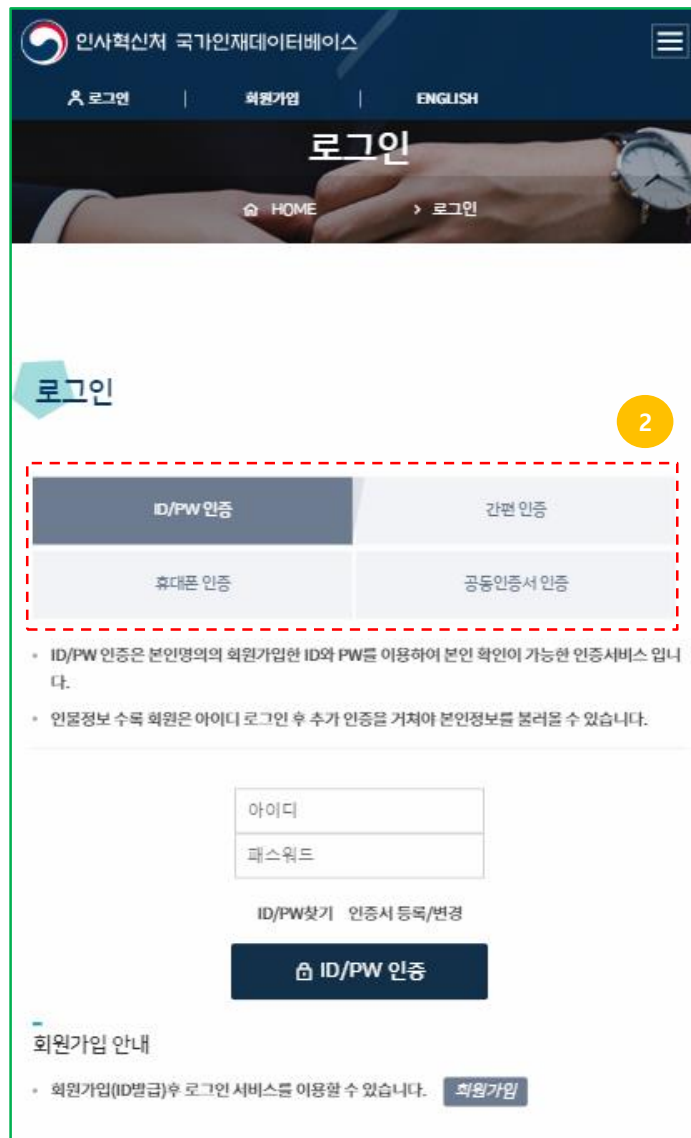 인사혁신처 국가인재데이터베이스
로그인 | 회원가입 | ENGLISH
로그인
HOME > 로그인
로그인
2
ID/PW 인증 간편 인증
휴대폰 인증 공동인증서 인증
ID/PW 인증은 본인명의의 회원가입한 ID와 PW를 이용하여 본인 확인이 가능한 인증서비스 입니
다.
인물정보 수록 회원은 아이디 로그인 후 추가 인증을 거쳐야 본인정보를 불러올 수 있습니다.
아이디
패스워드
ID/PW찾기 인증서 등록/변경
ID/PW 인증
회원가입 안내
회원가입(ID발급)후 로그인 서비스를 이용할 수 있습니다. 회원가입